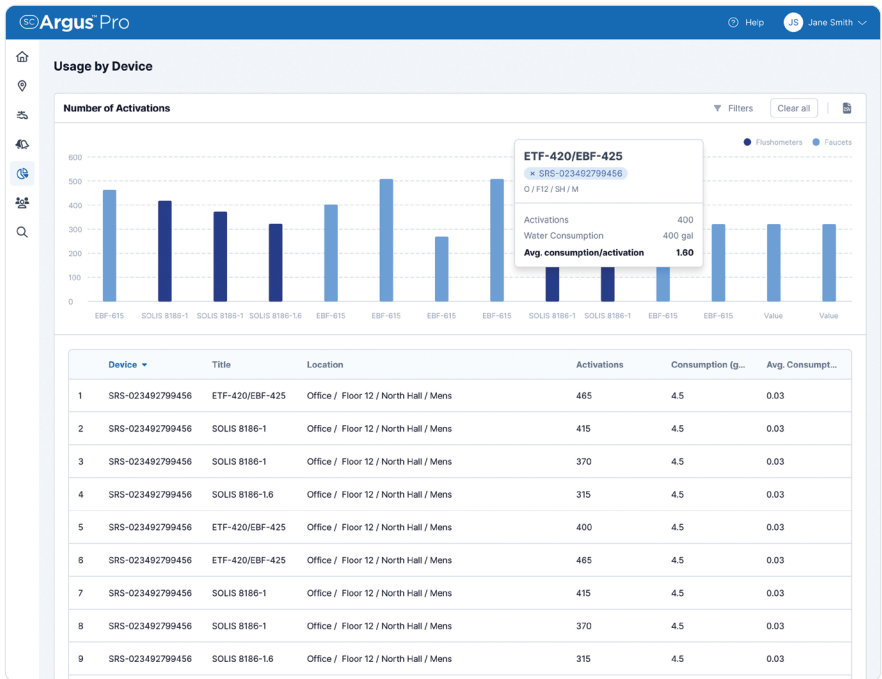 SC Argus™ Pro
Help
JS
Jane Smith
Usage by Device
Number of Activations
Filters
Clear all
Flushometers
Faucets
600
500
400
300
200
100
0
ETF-420/EBF-425
× SRS-023492799456
O / F12 / SH / M
Activations 400
Water Consumption 400 gal
Avg. consumption/activation 1.60
EBF-615 SOLIS 8186-1 SOLIS 8186-1 SOLIS 8186-1.6 EBF-615 EBF-615 EBF-615 EBF-615 SOLIS 8186-1 SOLIS 8186-1 EBF-615 EBF-615 Value Value
Device Title Location Activations Consumption (g... Avg. Consumpt...
1 SRS-023492799456 ETF-420/EBF-425 Office / Floor 12 / North Hall / Mens 465 4.5 0.03
2 SRS-023492799456 SOLIS 8186-1 Office / Floor 12 / North Hall / Mens 415 4.5 0.03
3 SRS-023492799456 SOLIS 8186-1 Office / Floor 12 / North Hall / Mens 370 4.5 0.03
4 SRS-023492799456 SOLIS 8186-1.6 Office / Floor 12 / North Hall / Mens 315 4.5 0.03
5 SRS-023492799456 ETF-420/EBF-425 Office / Floor 12 / North Hall / Mens 400 4.5 0.03
6 SRS-023492799456 ETF-420/EBF-425 Office / Floor 12 / North Hall / Mens 465 4.5 0.03
7 SRS-023492799456 SOLIS 8186-1 Office / Floor 12 / North Hall / Mens 415 4.5 0.03
8 SRS-023492799456 SOLIS 8186-1 Office / Floor 12 / North Hall / Mens 370 4.5 0.03
9 SRS-023492799456 SOLIS 8186-1.6 Office / Floor 12 / North Hall / Mens 315 4.5 0.03